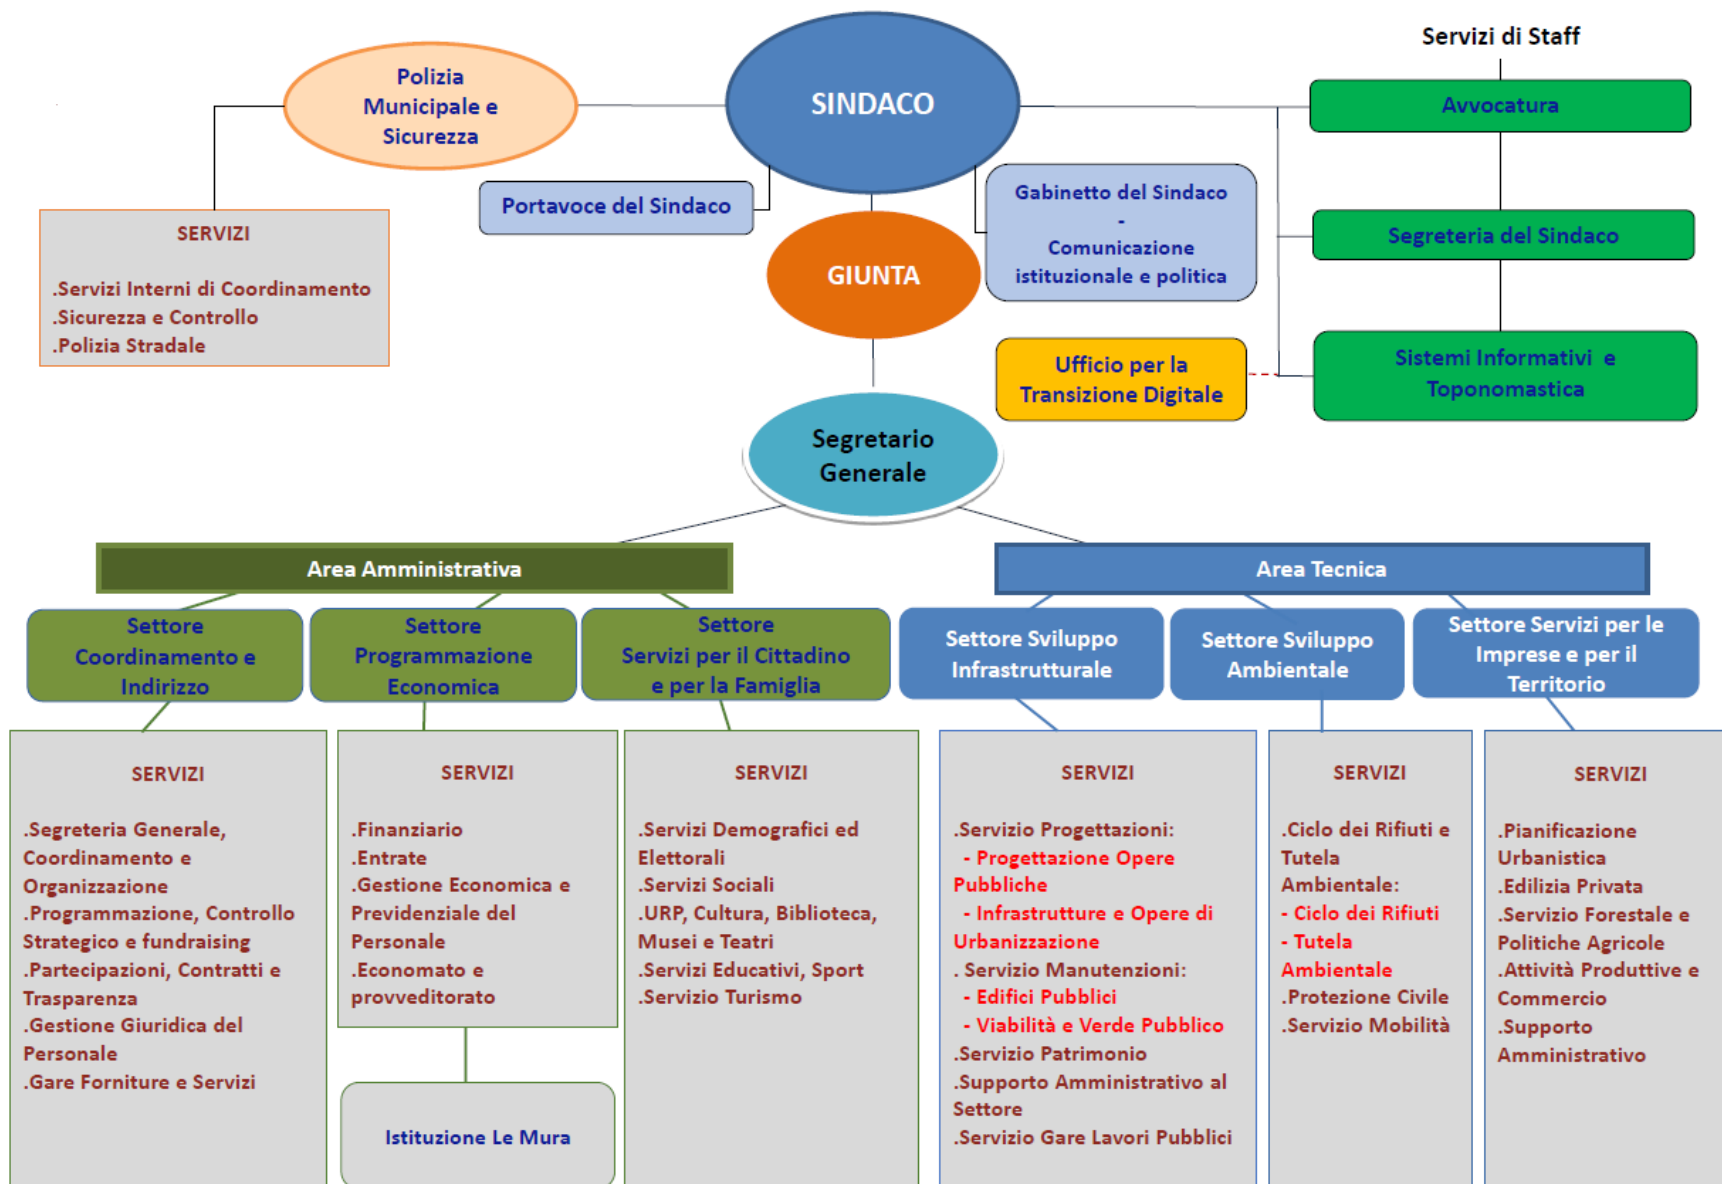 Servizi di Staff
Polizia
Municipale e
Sicurezza
SINDACO
Avvocatura
Portavoce del Sindaco
Gabinetto del Sindaco
-
Comunicazione
istituzionale e politica
Segreteria del Sindaco
SERVIZI
.Servizi Interni di Coordinamento
.Sicurezza e Controllo
.Polizia Stradale
GIUNTA
Ufficio per la
Transizione Digitale
Sistemi Informativi e
Toponomastica
Segretario
Generale
Area Amministrativa
Area Tecnica
Settore
Coordinamento e
Indirizzo
Settore
Programmazione
Economica
Settore
Servizi per il Cittadino
e per la Famiglia
Settore Sviluppo
Infrastrutturale
Settore Sviluppo
Ambientale
Settore Servizi per le
Imprese e per il
Territorio
SERVIZI
.Segreteria Generale,
Coordinamento e
Organizzazione
.Programmazione, Controllo
Strategico e fundraising
.Partecipazioni, Contratti e
Trasparenza
.Gestione Giuridica del
Personale
.Gare Forniture e Servizi
SERVIZI
.Finanziario
.Entrate
.Gestione Economica e
Previdenziale del
Personale
.Economato e
provveditorato
Istituzione Le Mura
SERVIZI
.Servizi Demografici ed
Elettorali
.Servizi Sociali
.URP, Cultura, Biblioteca,
Musei e Teatri
.Servizi Educativi, Sport
.Servizio Turismo
SERVIZI
.Servizio Progettazioni:
- Progettazione Opere
Pubbliche
- Infrastrutture e Opere di
Urbanizzazione
. Servizio Manutenzioni:
- Edifici Pubblici
- Viabilità e Verde Pubblico
.Servizio Patrimonio
.Supporto Amministrativo al
Settore
.Servizio Gare Lavori Pubblici
SERVIZI
.Ciclo dei Rifiuti e
Tutela
Ambientale:
- Ciclo dei Rifiuti
- Tutela
Ambientale
.Protezione Civile
.Servizio Mobilità
SERVIZI
.Pianificazione
Urbanistica
.Edilizia Privata
.Servizio Forestale e
Politiche Agricole
.Attività Produttive e
Commercio
.Supporto
Amministrativo